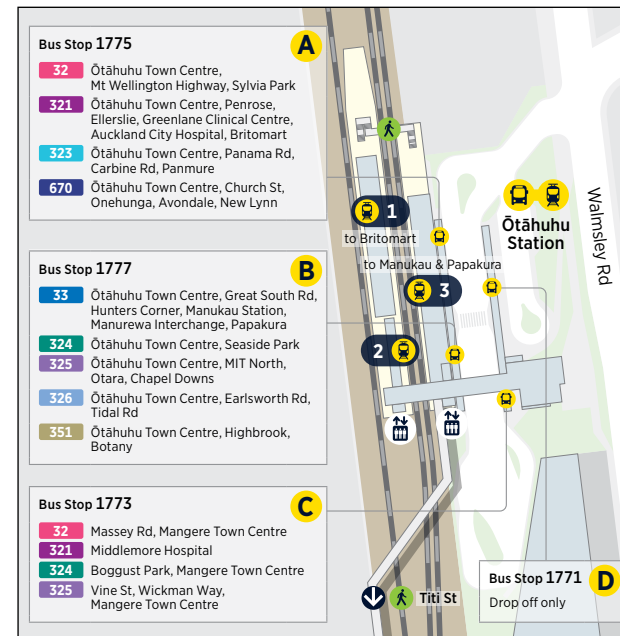 Bus Stop 1775
A
32 Ōtāhuhu Town Centre,
Mt Wellington Highway, Sylvia Park
321 Ōtāhuhu Town Centre, Penrose,
Ellerslie, Greenlane Clinical Centre,
Auckland City Hospital, Britomart
323 Ōtāhuhu Town Centre, Panama Rd,
Carbine Rd, Panmure
670 Ōtāhuhu Town Centre, Church St,
Onehunga, Avondale, New Lynn
Bus Stop 1777
B
33 Ōtāhuhu Town Centre, Great South Rd,
Hunters Corner, Manukau Station,
Manurewa Interchange, Papakura
324 Ōtāhuhu Town Centre, Seaside Park
325 Ōtāhuhu Town Centre, MIT North,
Otara, Chapel Downs
326 Ōtāhuhu Town Centre, Earlsworth Rd,
Tidal Rd
351 Ōtāhuhu Town Centre, Highbrook,
Botany
Bus Stop 1773
C
32 Massey Rd, Mangere Town Centre
321 Middlemore Hospital
324 Boggust Park, Mangere Town Centre
325 Vine St, Wickman Way,
Mangere Town Centre
1
to Britomart
to Manukau & Papakura
3
2
Ōtāhuhu
Station
Walmsley Rd
Titi St
Bus Stop 1771
D
Drop off only